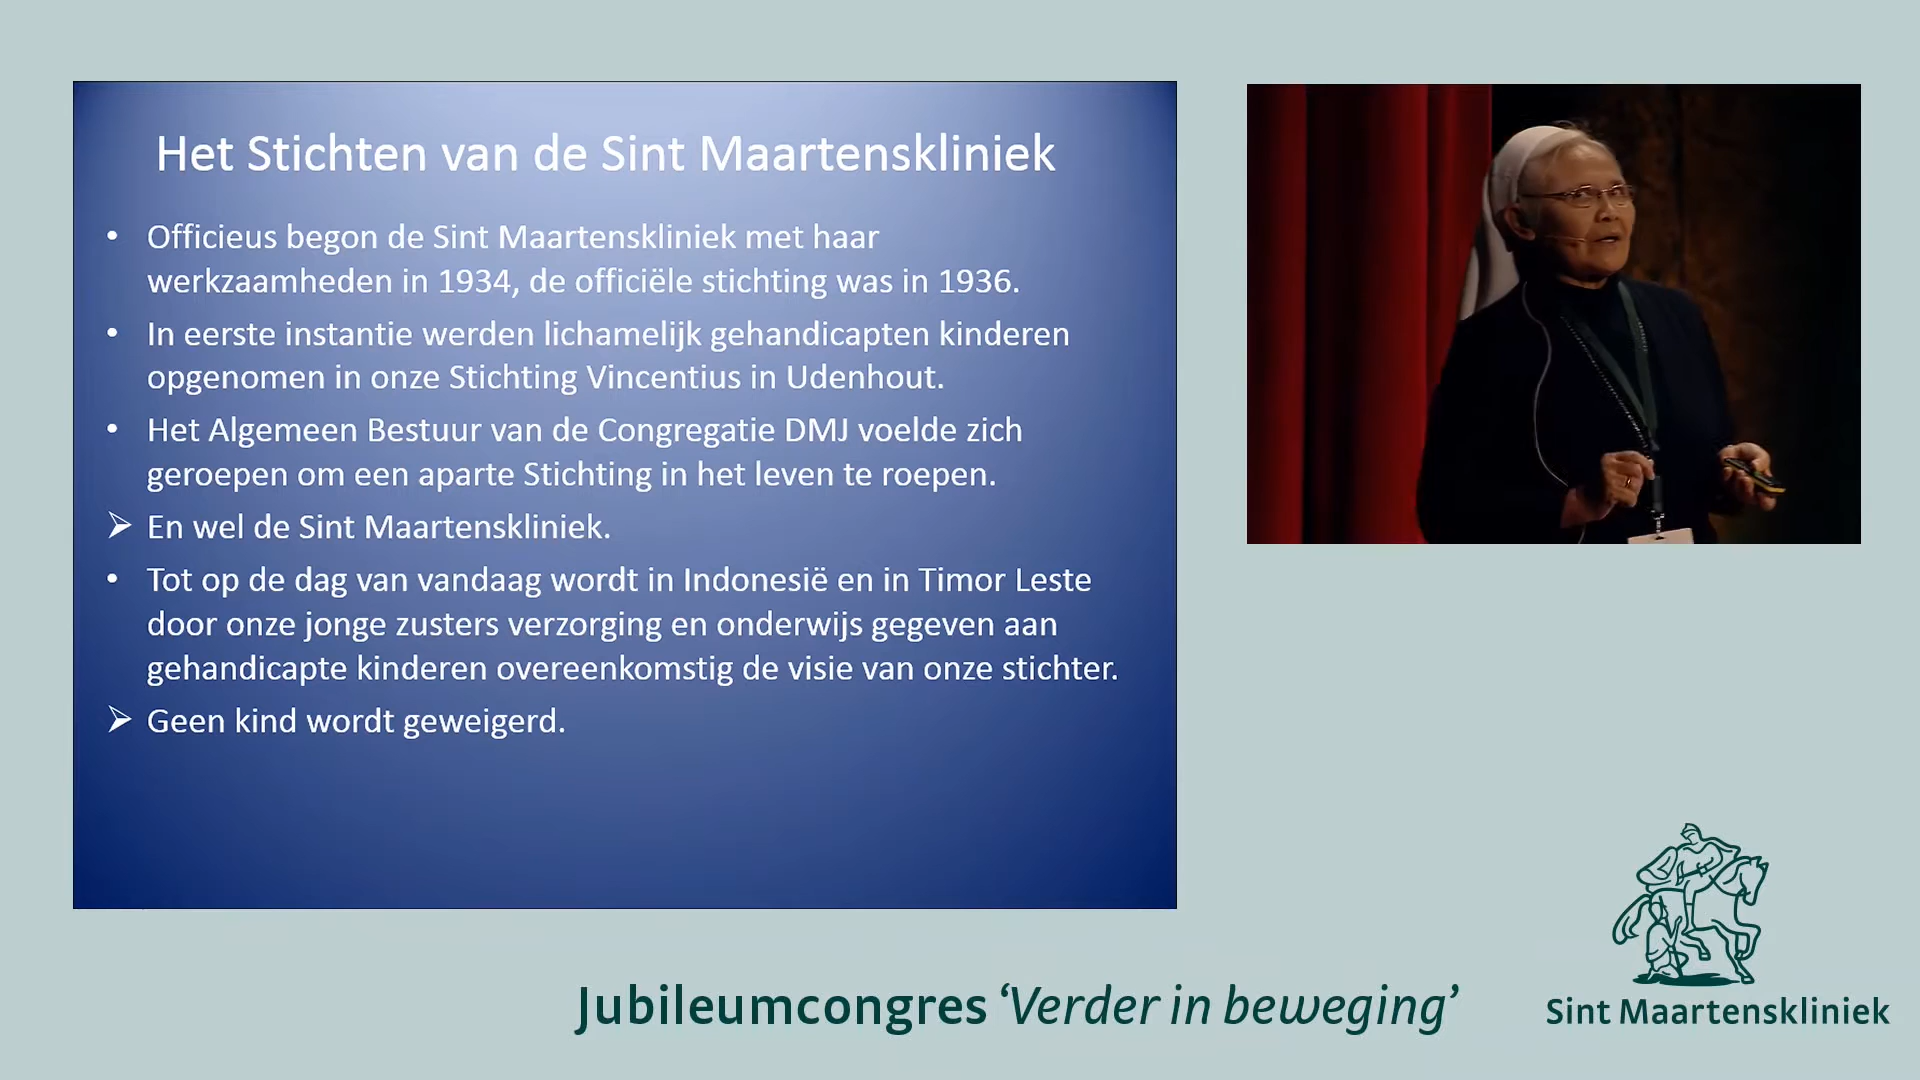 Het Stichten van de Sint Maartenskliniek
• Officieus begon de Sint Maartenskliniek met haar
werkzaamheden in 1934, de officiële stichting was in 1936.
• In eerste instantie werden lichamelijk gehandicapten kinderen
opgenomen in onze Stichting Vincentius in Udenhout.
• Het Algemeen Bestuur van de Congregatie DMJ voelde zich
geroepen om een aparte Stichting in het leven te roepen.
➢ En wel de Sint Maartenskliniek.
• Tot op de dag van vandaag wordt in Indonesië en in Timor Leste
door onze jonge zusters verzorging en onderwijs gegeven aan
gehandicapte kinderen overeenkomstig de visie van onze stichter.
➢ Geen kind wordt geweigerd.
Jubileumcongres ‘Verder in beweging’
Sint Maartenskliniek